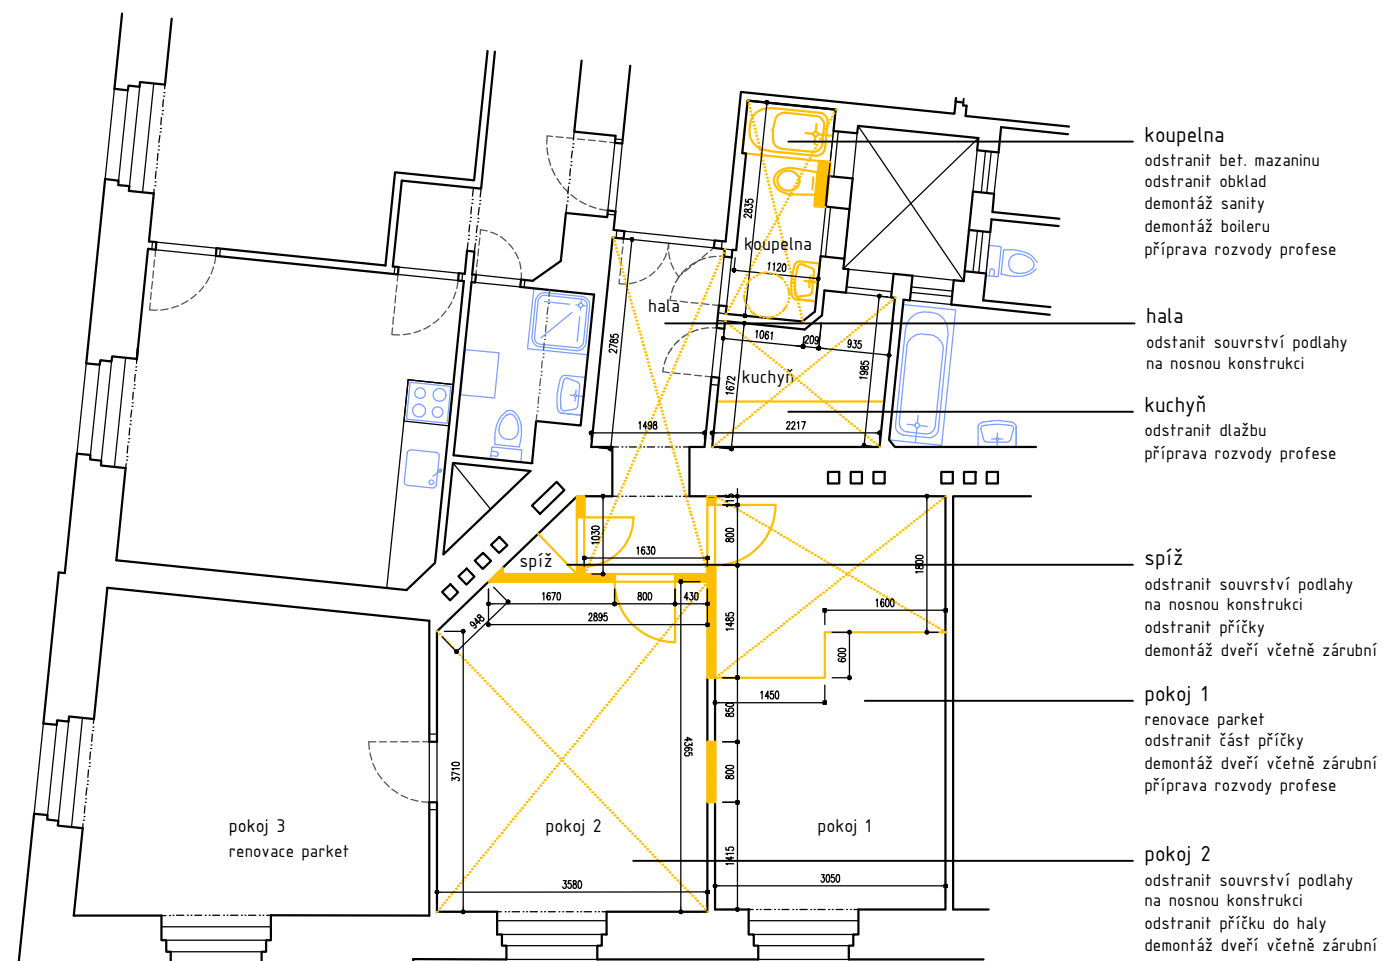 koupelna
odstranit bet. mazaninu
odstranit obklad
demontáž sanity
demontáž boileru
příprava rozvody profese
hala
odstanit souvrství podlahy
na nosnou konstrukci
kuchyň
odstranit dlažbu
příprava rozvody profese
spíž
odstranit souvrství podlahy
na nosnou konstrukci
odstranit příčky
demontáž dveří včetně zárubní
pokoj 1
renovace parket
odstranit část příčky
demontáž dveří včetně zárubní
příprava rozvody profese
pokoj 2
odstranit souvrství podlahy
na nosnou konstrukci
odstranit příčku do haly
demontáž dveří včetně zárubní
koupelna
2835
1120
hala
2785
1061
209
935
kuchyň
1672
1985
1498
2217
115
1030
800
1630
1800
spíž
1670
800
430
1600
2895
948
1485
600
1450
850
4365
3710
800
pokoj 3
renovace parket
pokoj 2
pokoj 1
1415
3580
3050